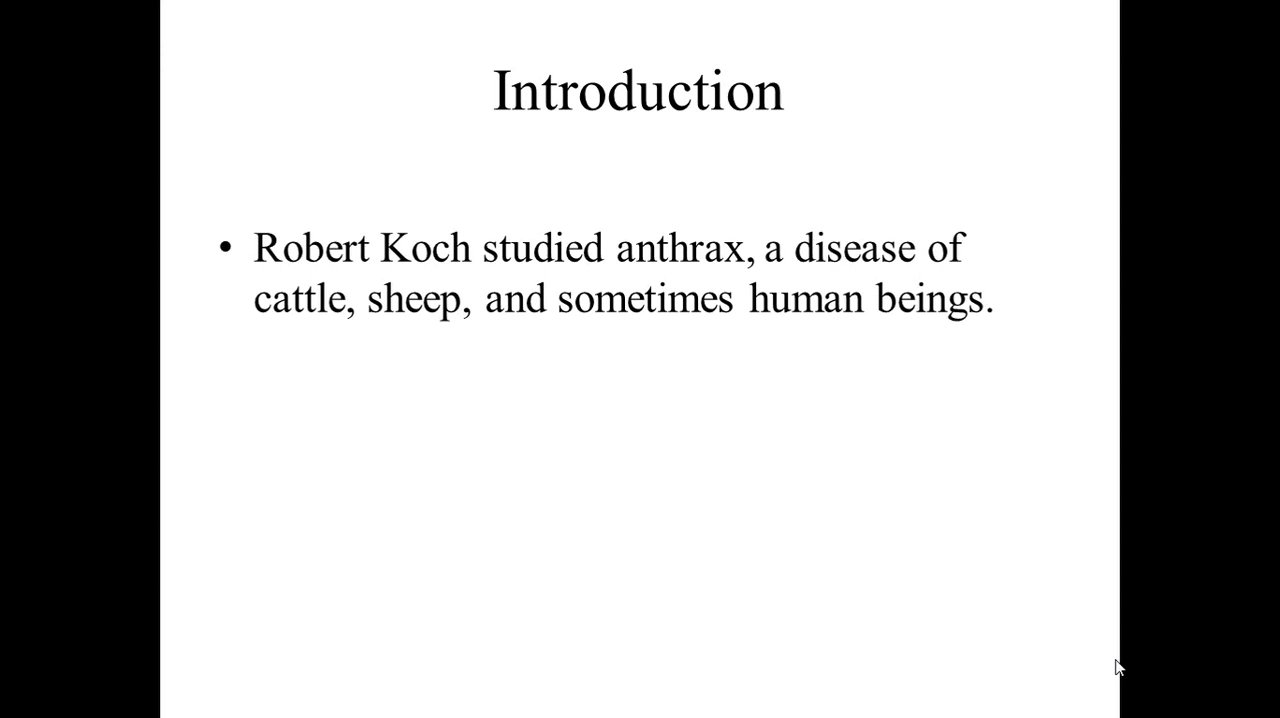 Introduction
• Robert Koch studied anthrax, a disease of
cattle, sheep, and sometimes human beings.